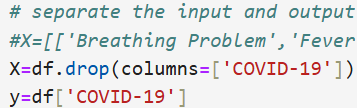 # separate the input and output
#X=[['Breathing Problem','Fever
X=df.drop(columns=['COVID-19'])
y=df['COVID-19']